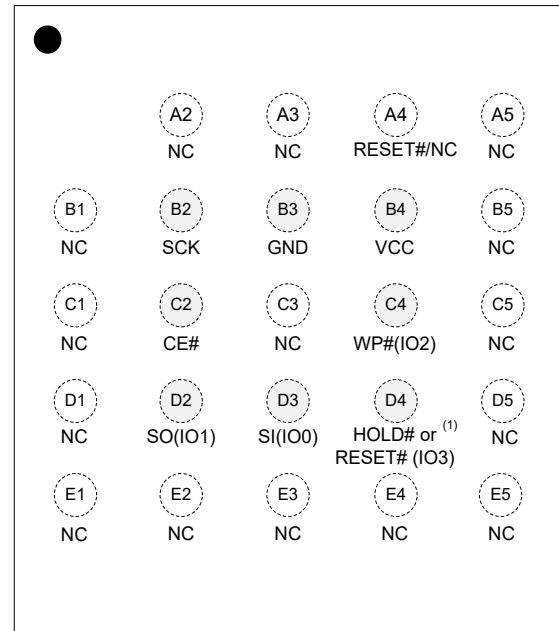 A2 A3 A4 A5
NC NC RESET#/NC NC
B1 B2 B3 B4 B5
NC SCK GND VCC NC
C1 C2 C3 C4 C5
NC CE# NC WP#(IO2) NC
D1 D2 D3 D4 D5
NC SO(IO1) SI(IO0) HOLD# or (1) NC
RESET# (IO3)
E1 E2 E3 E4 E5
NC NC NC NC NC